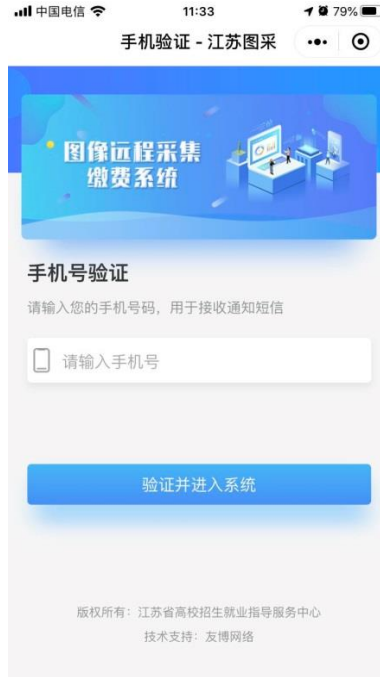 中国电信
11:33
79%
手机验证 - 江苏图采
图像远程采集
缴费系统
手机号验证
请输入您的手机号码，用于接收通知短信
请输入手机号
验证并进入系统
版权所有：江苏省高校招生就业指导服务中心
技术支持：友博网络